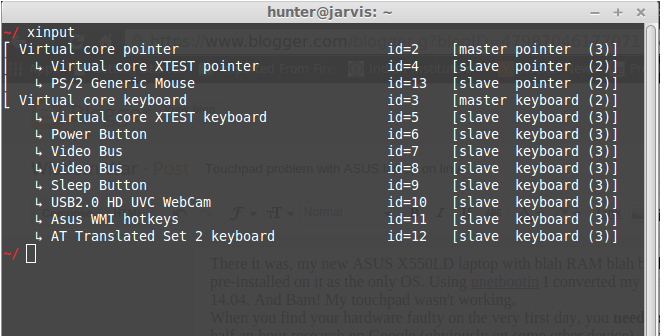 hunter@jarvis: ~
~/ xinput
⎡ Virtual core pointer id=2 [master pointer (3)]
↳ Virtual core XTEST pointer id=4 [slave pointer (2)]
↳ PS/2 Generic Mouse id=13 [slave pointer (2)]
⎣ Virtual core keyboard id=3 [master keyboard (2)]
↳ Virtual core XTEST keyboard id=5 [slave keyboard (3)]
↳ Power Button id=6 [slave keyboard (3)]
↳ Video Bus id=7 [slave keyboard (3)]
↳ Video Bus id=8 [slave keyboard (3)]
↳ Sleep Button id=9 [slave keyboard (3)]
↳ USB2.0 HD UVC WebCam id=10 [slave keyboard (3)]
↳ Asus WMI hotkeys id=11 [slave keyboard (3)]
↳ AT Translated Set 2 keyboard id=12 [slave keyboard (3)]
~/
https://www.blogger.com/
Post Touchpad problem with ASUS
Normal
There it was, my new ASUS X550LD laptop with blah RAM blah
pre-installed on it as the only OS. Using unetbootin I converted my
14.04. And Bam! My touchpad wasn't working.
When you find your hardware faulty on the very first day, you need
half an hour research on Google